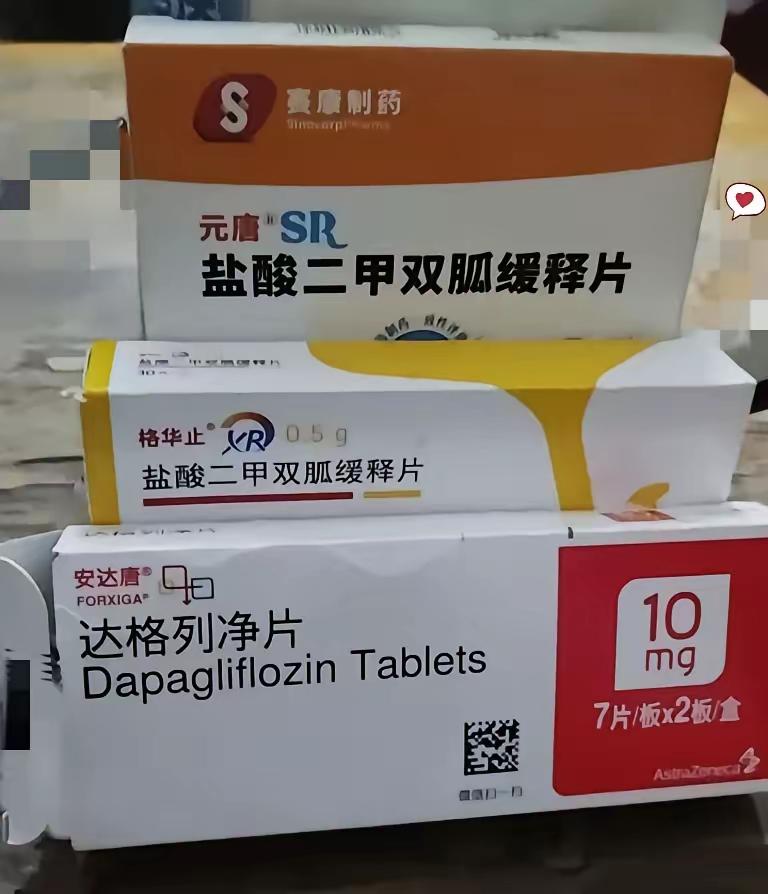 赛康制药
元唐® SR
盐酸二甲双胍缓释片
格华止® XR 0.5g
盐酸二甲双胍缓释片
安达唐®
FORXIGA®
达格列净片
Dapagliflozin Tablets
10
mg
7片/板x2板/盒
AstraZeneca